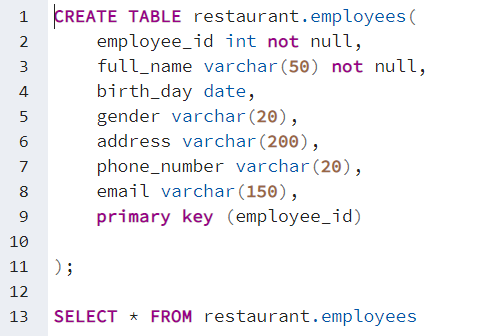 1 CREATE TABLE restaurant.employees(
2 employee_id int not null,
3 full_name varchar(50) not null,
4 birth_day date,
5 gender varchar(20),
6 address varchar(200),
7 phone_number varchar(20),
8 email varchar(150),
9 primary key (employee_id)
10
11 );
12
13 SELECT * FROM restaurant.employees